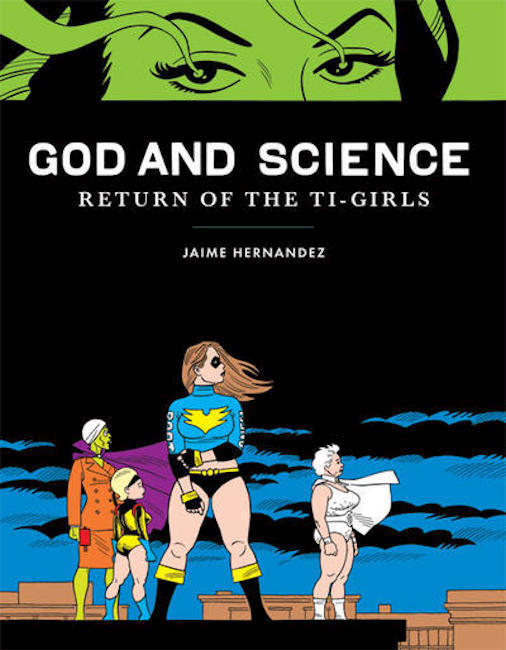 GOD AND SCIENCE
RETURN OF THE TI-GIRLS
JAIME HERNANDEZ